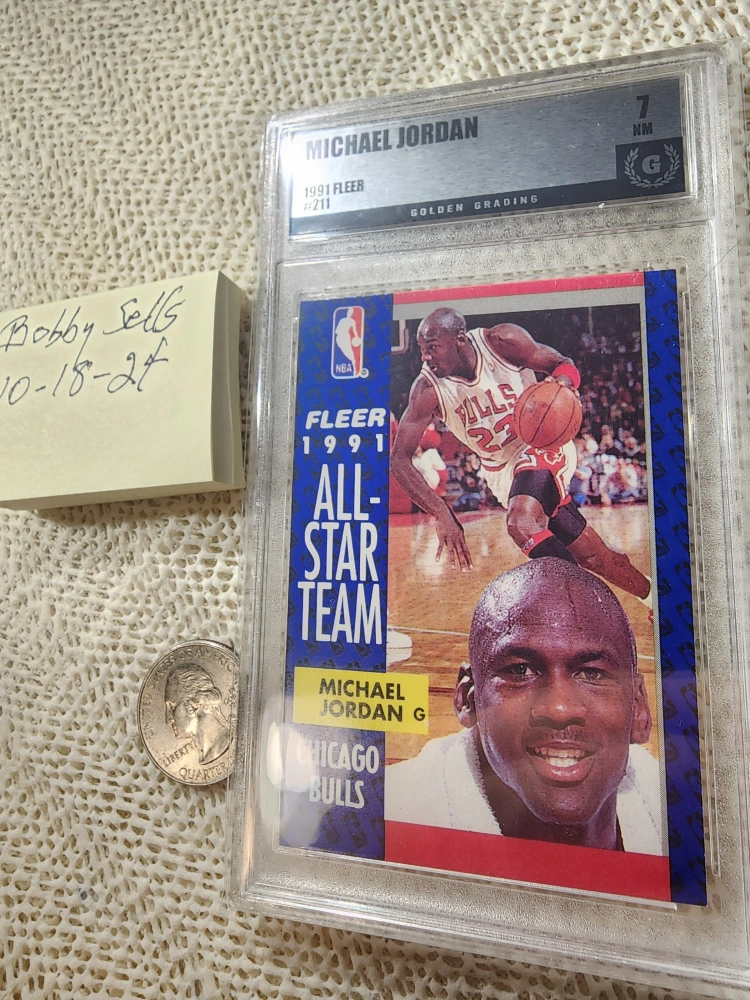 MICHAEL JORDAN
7
NM
1991 FLEER
#211
G
GOLDEN GRADING
Bobby
10-18-24
NBA
FLEER
1991
ALL-
STAR
TEAM
BULLS
23
MICHAEL
JORDAN G
CHICAGO
BULLS
LIBERTY
QUARTER